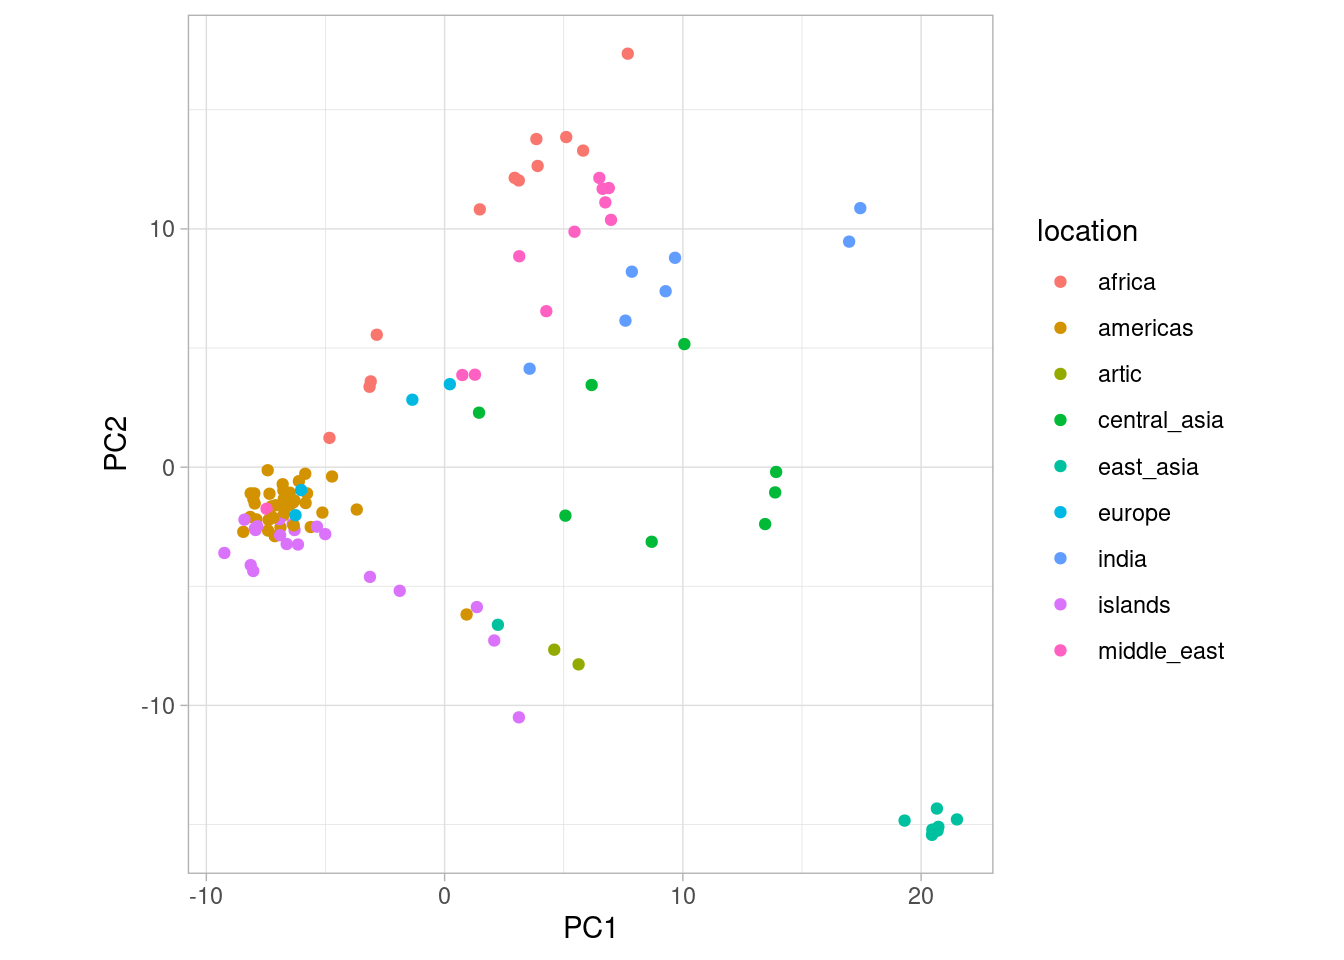 10
0
-10
PC2
-10
0
10
20
PC1
location
africa
americas
artic
central_asia
east_asia
europe
india
islands
middle_east